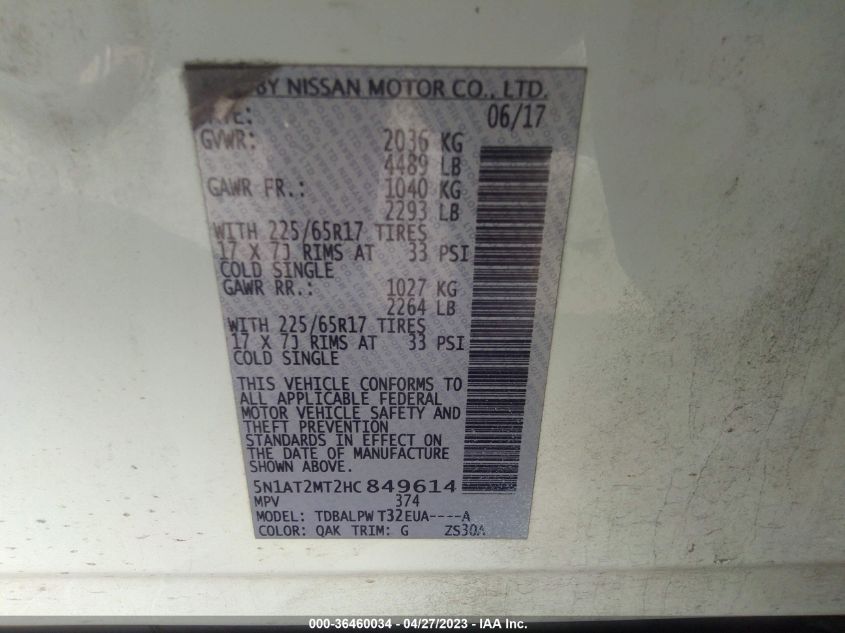 BY NISSAN MOTOR CO., LTD.
06/17
GVWR: 2036 KG
4489 LB
GAWR FR.: 1040 KG
2293 LB
WITH 225/65R17 TIRES
17 X 7J RIMS AT 33 PSI
COLD SINGLE
GAWR RR.: 1027 KG
2264 LB
WITH 225/65R17 TIRES
17 X 7J RIMS AT 33 PSI
COLD SINGLE
THIS VEHICLE CONFORMS TO
ALL APPLICABLE FEDERAL
MOTOR VEHICLE SAFETY AND
THEFT PREVENTION
STANDARDS IN EFFECT ON
THE DATE OF MANUFACTURE
SHOWN ABOVE.
5N1AT2MT2HC849614
MPV 374
MODEL: TDBALPW T32EUA----A
COLOR: QAK TRIM: G ZS30A
000-36460034 - 04/27/2023 - IAA Inc.